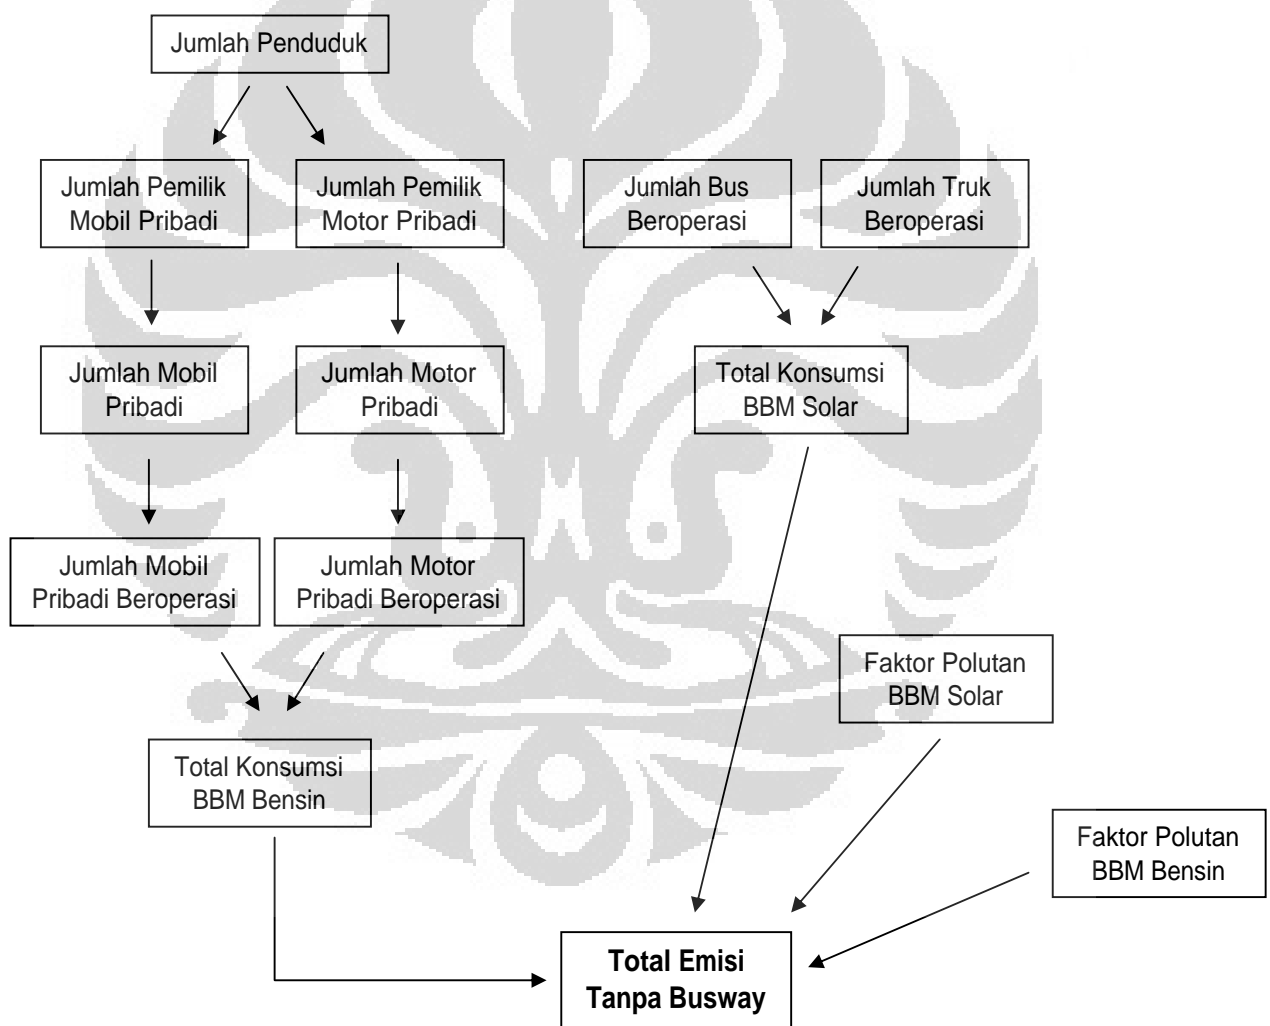 Jumlah Penduduk
Jumlah Pemilik
Mobil Pribadi
Jumlah Pemilik
Motor Pribadi
Jumlah Bus
Beroperasi
Jumlah Truk
Beroperasi
Jumlah Mobil
Pribadi
Jumlah Motor
Pribadi
Total Konsumsi
BBM Solar
Jumlah Mobil
Pribadi Beroperasi
Jumlah Motor
Pribadi Beroperasi
Faktor Polutan
BBM Solar
Total Konsumsi
BBM Bensin
Faktor Polutan
BBM Bensin
Total Emisi
Tanpa Busway